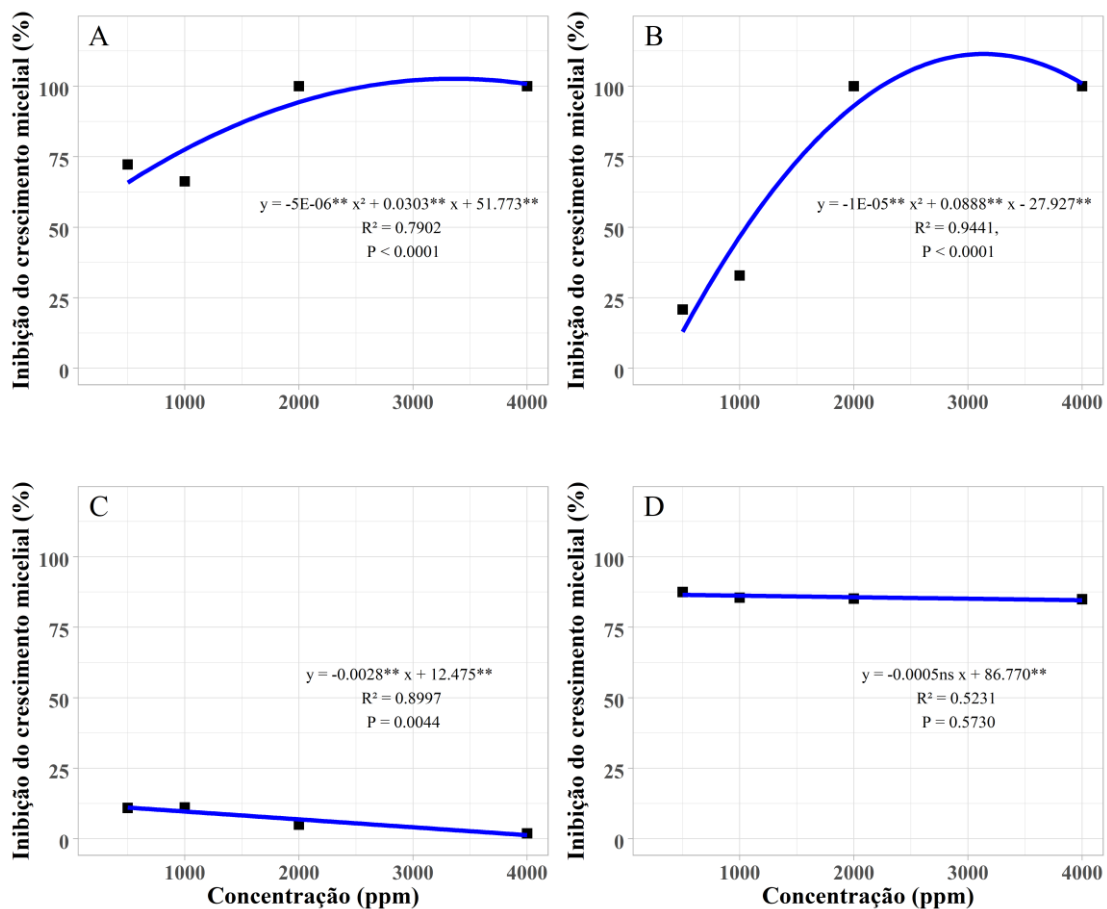 A
Inibição do crescimento micelial (%)
100
75
50
25
0
y = -5E-06** x² + 0.0303** x + 51.773**
R² = 0.7902
P < 0.0001
1000
2000
3000
4000
B
Inibição do crescimento micelial (%)
100
75
50
25
0
y = -1E-05** x² + 0.0888** x - 27.927**
R² = 0.9441,
P < 0.0001
1000
2000
3000
4000
C
Inibição do crescimento micelial (%)
100
75
50
25
0
y = -0.0028** x + 12.475**
R² = 0.8997
P = 0.0044
1000
2000
3000
4000
Concentração (ppm)
D
Inibição do crescimento micelial (%)
100
75
50
25
0
y = -0.0005ns x + 86.770**
R² = 0.5231
P = 0.5730
1000
2000
3000
4000
Concentração (ppm)